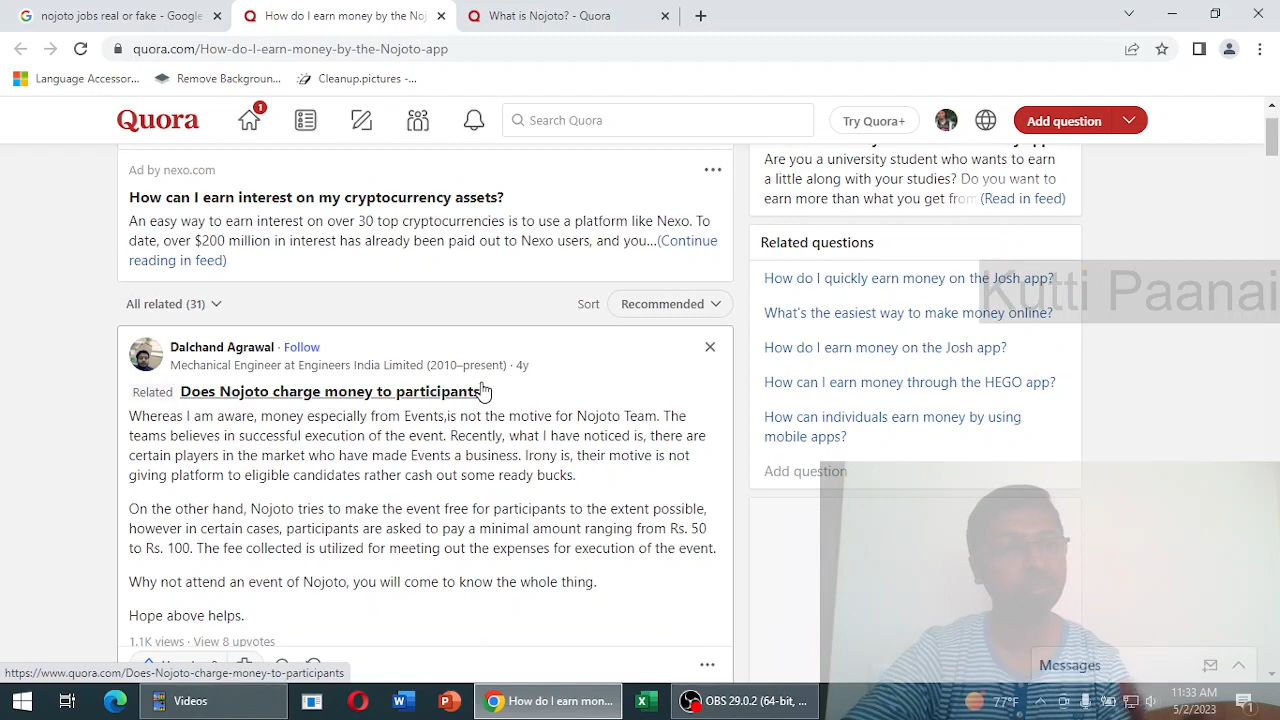 nojoto jobs real or fake - Google
How do I earn money by the Noj
What is Nojoto? - Quora
quora.com/How-do-I-earn-money-by-the-Nojoto-app
Language Accessor...
Remove Backgroun...
Cleanup.pictures -...
Quora
1
Search Quora
Try Quora+
Add question
Ad by nexo.com
How can I earn interest on my cryptocurrency assets?
An easy way to earn interest on over 30 top cryptocurrencies is to use a platform like Nexo. To
date, over $200 million in interest has already been paid out to Nexo users, and you...(Continue
reading in feed)
All related (31)
Sort
Recommended
Dalchand Agrawal · Follow
Mechanical Engineer at Engineers India Limited (2010–present) · 4y
Related Does Nojoto charge money to participants
Whereas I am aware, money especially from Events,is not the motive for Nojoto Team. The
teams believes in successful execution of the event. Recently, what I have noticed is, there are
certain players in the market who have made Events a business. Irony is, their motive is not
giving platform to eligible candidates rather cash out some ready bucks.
On the other hand, Nojoto tries to make the event free for participants to the extent possible,
however in certain cases, participants are asked to pay a minimal amount ranging from Rs. 50
to Rs. 100. The fee collected is utilized for meeting out the expenses for execution of the event.
Why not attend an event of Nojoto, you will come to know the whole thing.
Hope above helps.
1.1K views · View 8 upvotes
Are you a university student who wants to earn
a little along with your studies? Do you want to
earn more than what you get from (Read in feed)
Related questions
How do I quickly earn money on the Josh app?
What's the easiest way to make money online?
How do I earn money on the Josh app?
How can I earn money through the HEGO app?
How can individuals earn money by using
mobile apps?
Add question
Kutti Paanai
Messages
https://www.quora.com/Does-Nojoto-charge-money-to-participants
Videos
How do I earn mon...
OBS 29.0.2 (64-bit, ...
77°F
11:33 AM
5/2/2023
1